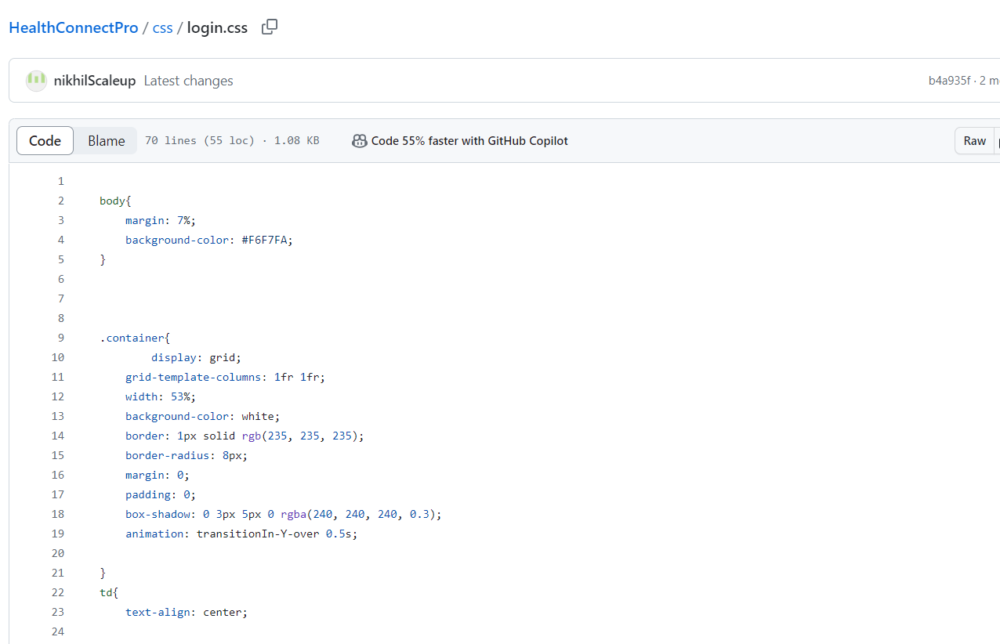 HealthConnectPro / css / login.css
nikhilScaleup Latest changes b4a935f · 2
Code Blame 70 lines (55 loc) · 1.08 KB Code 55% faster with GitHub Copilot Raw
1
2 body{
3 margin: 7%;
4 background-color: #F6F7FA;
5 }
6
7
8
9 .container{
10 display: grid;
11 grid-template-columns: 1fr 1fr;
12 width: 53%;
13 background-color: white;
14 border: 1px solid rgb(235, 235, 235);
15 border-radius: 8px;
16 margin: 0;
17 padding: 0;
18 box-shadow: 0 3px 5px 0 rgba(240, 240, 240, 0.3);
19 animation: transitionIn-Y-over 0.5s;
20
21 }
22 td{
23 text-align: center;
24